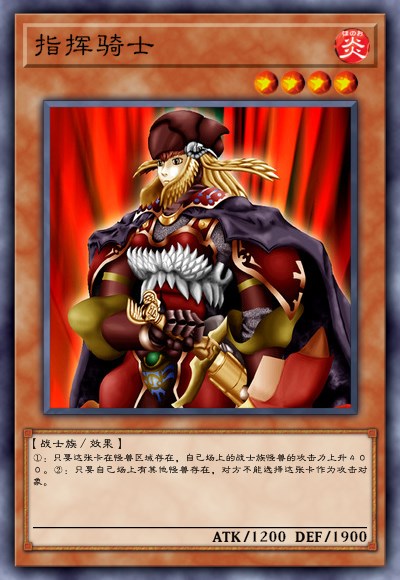 指挥骑士
ほのお
炎
【战士族／效果】
①：只要这张卡在怪兽区域存在，自己场上的战士族怪兽的攻击力上升４０
０。②：只要自己场上有其他怪兽存在，对方不能选择这张卡作为攻击对
象。
ATK/1200 DEF/1900